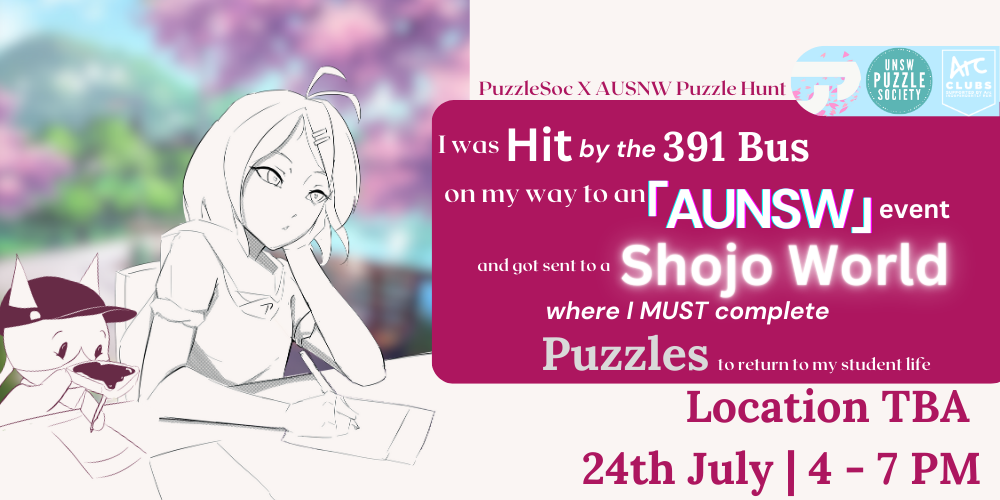 PuzzleSoc X AUSNW Puzzle Hunt
UNSW
PUZZLE
SOCIETY
ARC
CLUBS
I was Hit by the 391 Bus
on my way to an「AUNSW」event
and got sent to a Shojo World
where I MUST complete
Puzzles to return to my student life
Location TBA
24th July | 4 - 7 PM